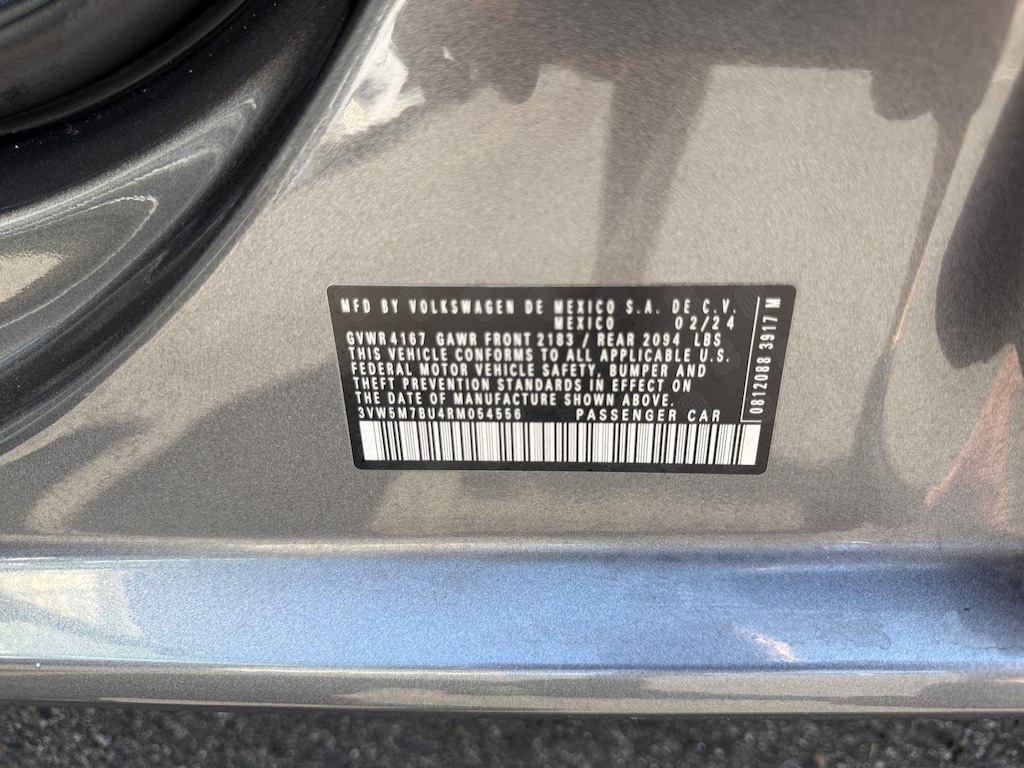 MFD BY VOLKSWAGEN DE MEXICO S.A. DE C.V.
MEXICO 02/24
GVWR 4167 GAWR FRONT 2183 / REAR 2094 LBS
THIS VEHICLE CONFORMS TO ALL APPLICABLE U.S.
FEDERAL MOTOR VEHICLE SAFETY, BUMPER AND
THEFT PREVENTION STANDARDS IN EFFECT ON
THE DATE OF MANUFACTURE SHOWN ABOVE.
3VW5M7BU4RM054556 PASSENGER CAR
0812088 3917 M